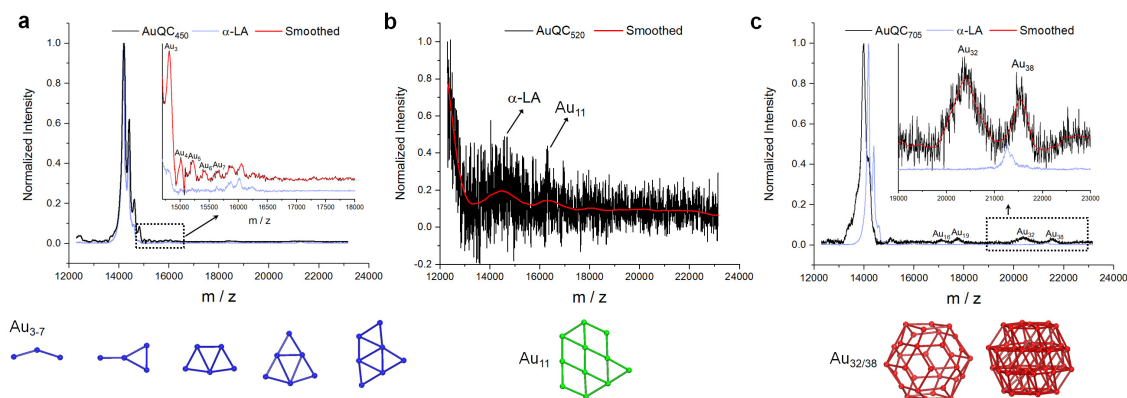 a
AuQC450 α-LA Smoothed
Normalized Intensity
1.0
0.8
0.6
0.4
0.2
0.0
12000 14000 16000 18000 20000 22000 24000
m / z
Au3
Au4 Au5
Au6 Au7
15000 16000 17000 18000
m / z
b
AuQC520 Smoothed
Normalized Intensity
1.0
0.8
0.6
0.4
0.2
0.0
-0.2
12000 14000 16000 18000 20000 22000 24000
m / z
α-LA
Au11
c
AuQC705 α-LA Smoothed
Normalized Intensity
1.0
0.8
0.6
0.4
0.2
0.0
12000 14000 16000 18000 20000 22000 24000
m / z
Au32
Au38
19000 20000 21000 22000 23000
m / z
Au16 Au19 Au32 Au38
Au3-7
Au11
Au32/38